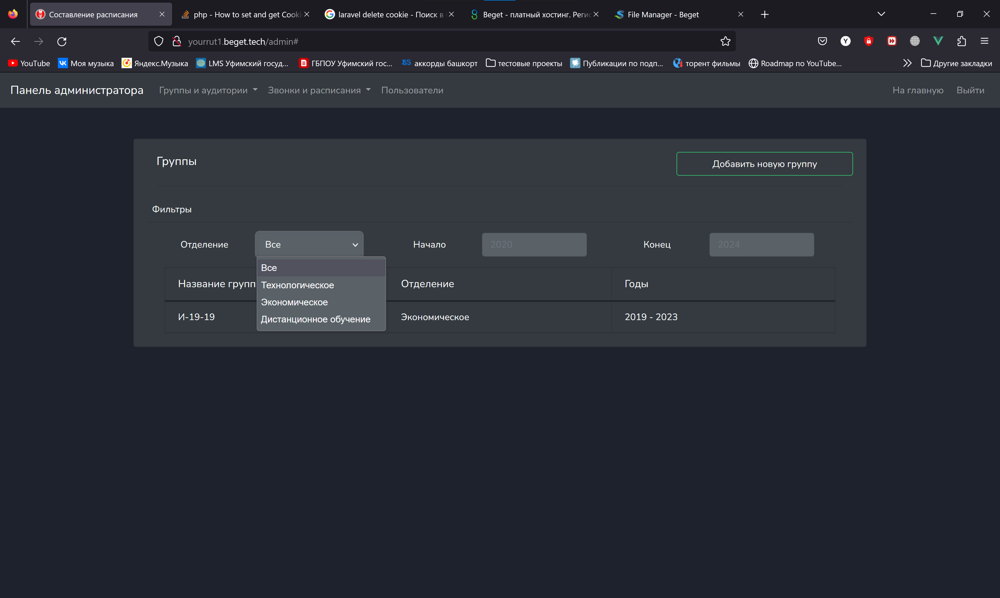 Составление расписания
php - How to set and get Cooki
laravel delete cookie - Поиск в
Beget - платный хостинг. Регис
File Manager - Beget
yourrut1.beget.tech/admin#
YouTube
Моя музыка
Яндекс.Музыка
LMS Уфимский госуд...
ГБПОУ Уфимский гос...
аккорды башкорт
тестовые проекты
Публикации по подп...
торент фильмы
Roadmap по YouTube...
Другие закладки
Панель администратора
Группы и аудитории
Звонки и расписания
Пользователи
На главную
Выйти
Группы
Добавить новую группу
Фильтры
Отделение
Все
Начало
2020
Конец
2024
Все
Технологическое
Экономическое
Дистанционное обучение
Название групп
Отделение
Годы
И-19-19
Экономическое
2019 - 2023